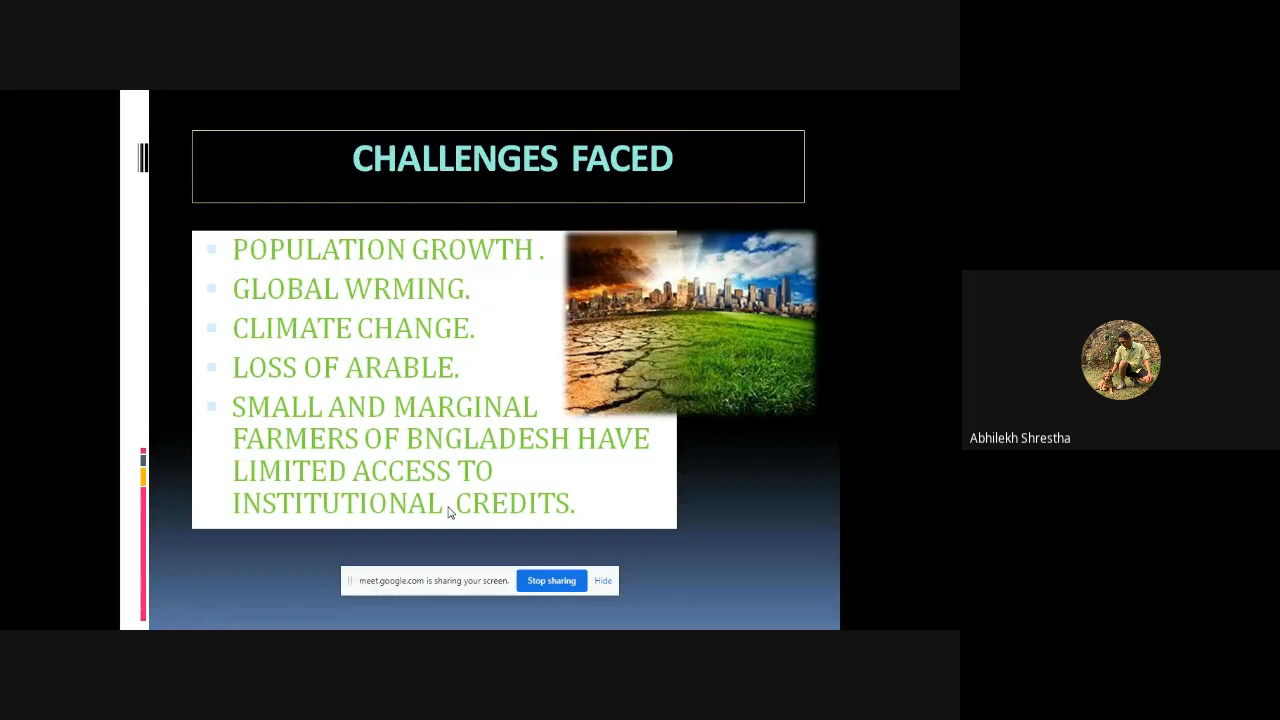 CHALLENGES FACED
POPULATION GROWTH .
GLOBAL WRMING.
CLIMATE CHANGE.
LOSS OF ARABLE.
SMALL AND MARGINAL
FARMERS OF BNGLADESH HAVE
LIMITED ACCESS TO
INSTITUTIONAL CREDITS.
meet.google.com is sharing your screen. Stop sharing Hide
Abhilekh Shrestha